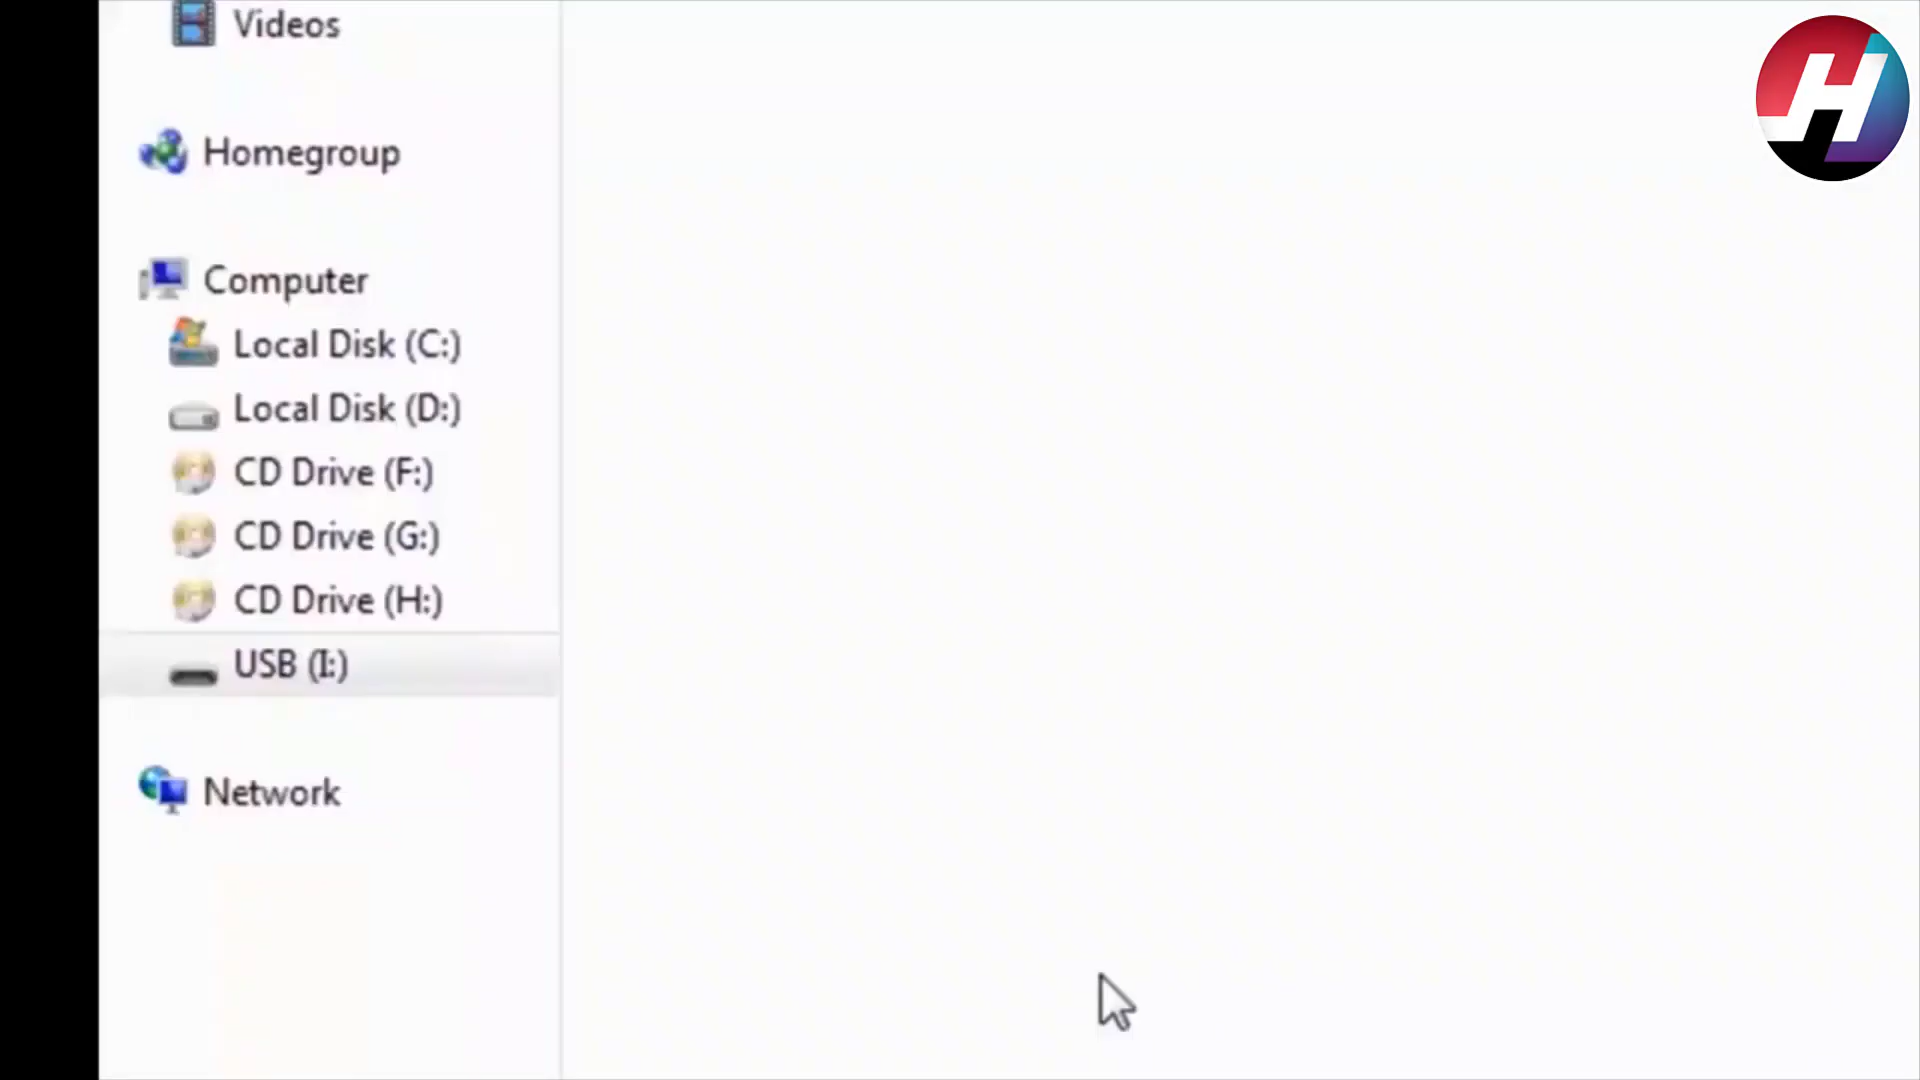 Videos
Homegroup
Computer
Local Disk (C:)
Local Disk (D:)
CD Drive (F:)
CD Drive (G:)
CD Drive (H:)
USB (I:)
Network
H